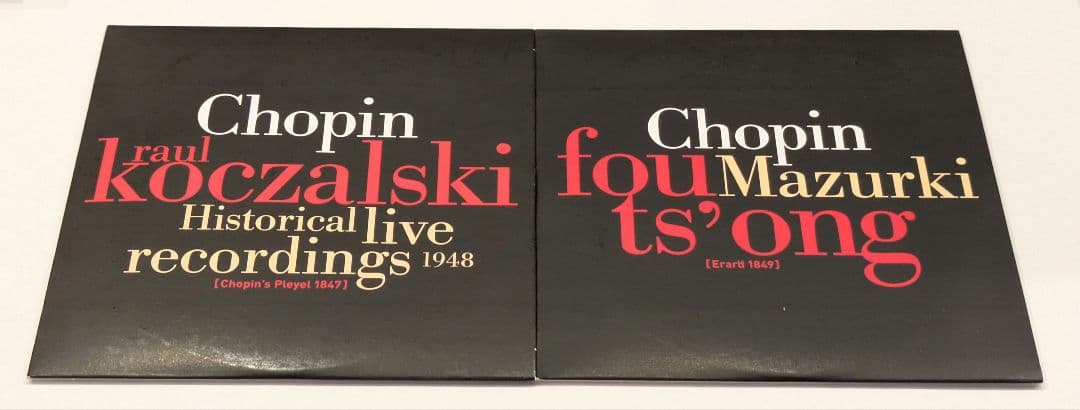 Chopin
raul
koczalski
Historical live
recordings 1948
[Chopin's Pleyel 1847]
Chopin
fou Mazurki
ts'ong
[Erard 1849]